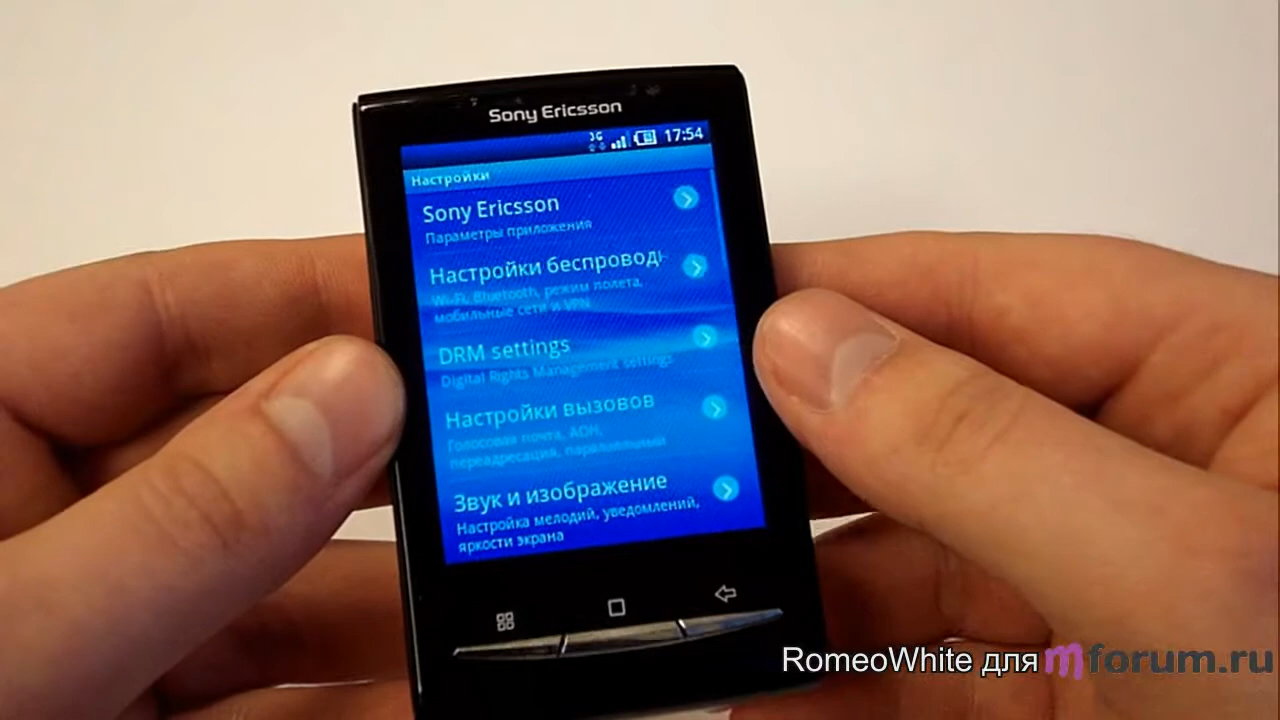 Sony Ericsson
3G 17:54
Настройки
Sony Ericsson
Параметры приложения
Настройки беспровод
Wi-Fi, Bluetooth, режим полета,
мобильные сети и VPN
DRM settings
Digital Rights Management settings
Настройки вызовов
Голосовая почта, АОН,
переадресация, параллельный
Звук и изображение
Настройка мелодий, уведомлений,
яркости экрана
RomeoWhite для mforum.ru